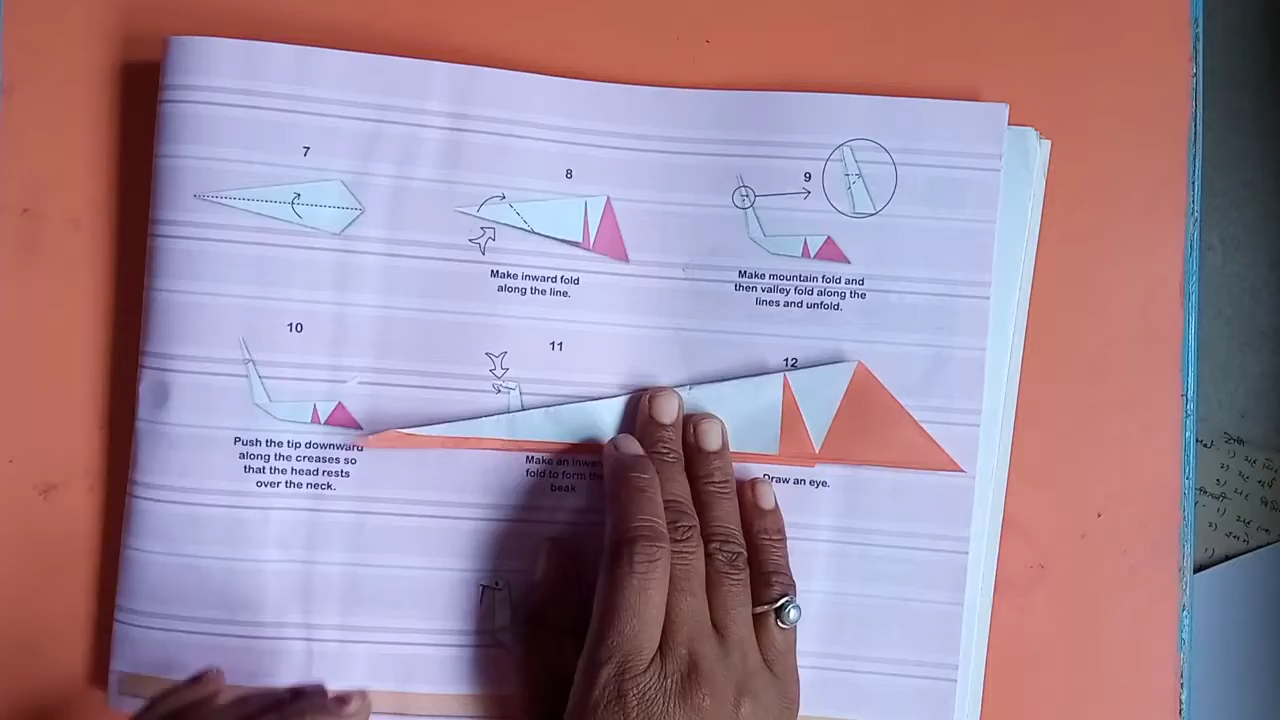 7
8
9
Make inward fold
along the line.
Make mountain fold and
then valley fold along the
lines and unfold.
10
11
12
Push the tip downward
along the creases so
that the head rests
over the neck.
Make an inward
fold to form the
beak
Draw an eye.